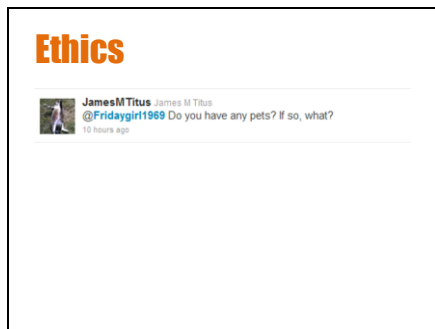 Ethics
JamesMTitus James M Titus
@Fridaygirl1969 Do you have any pets? If so, what?
10 hours ago